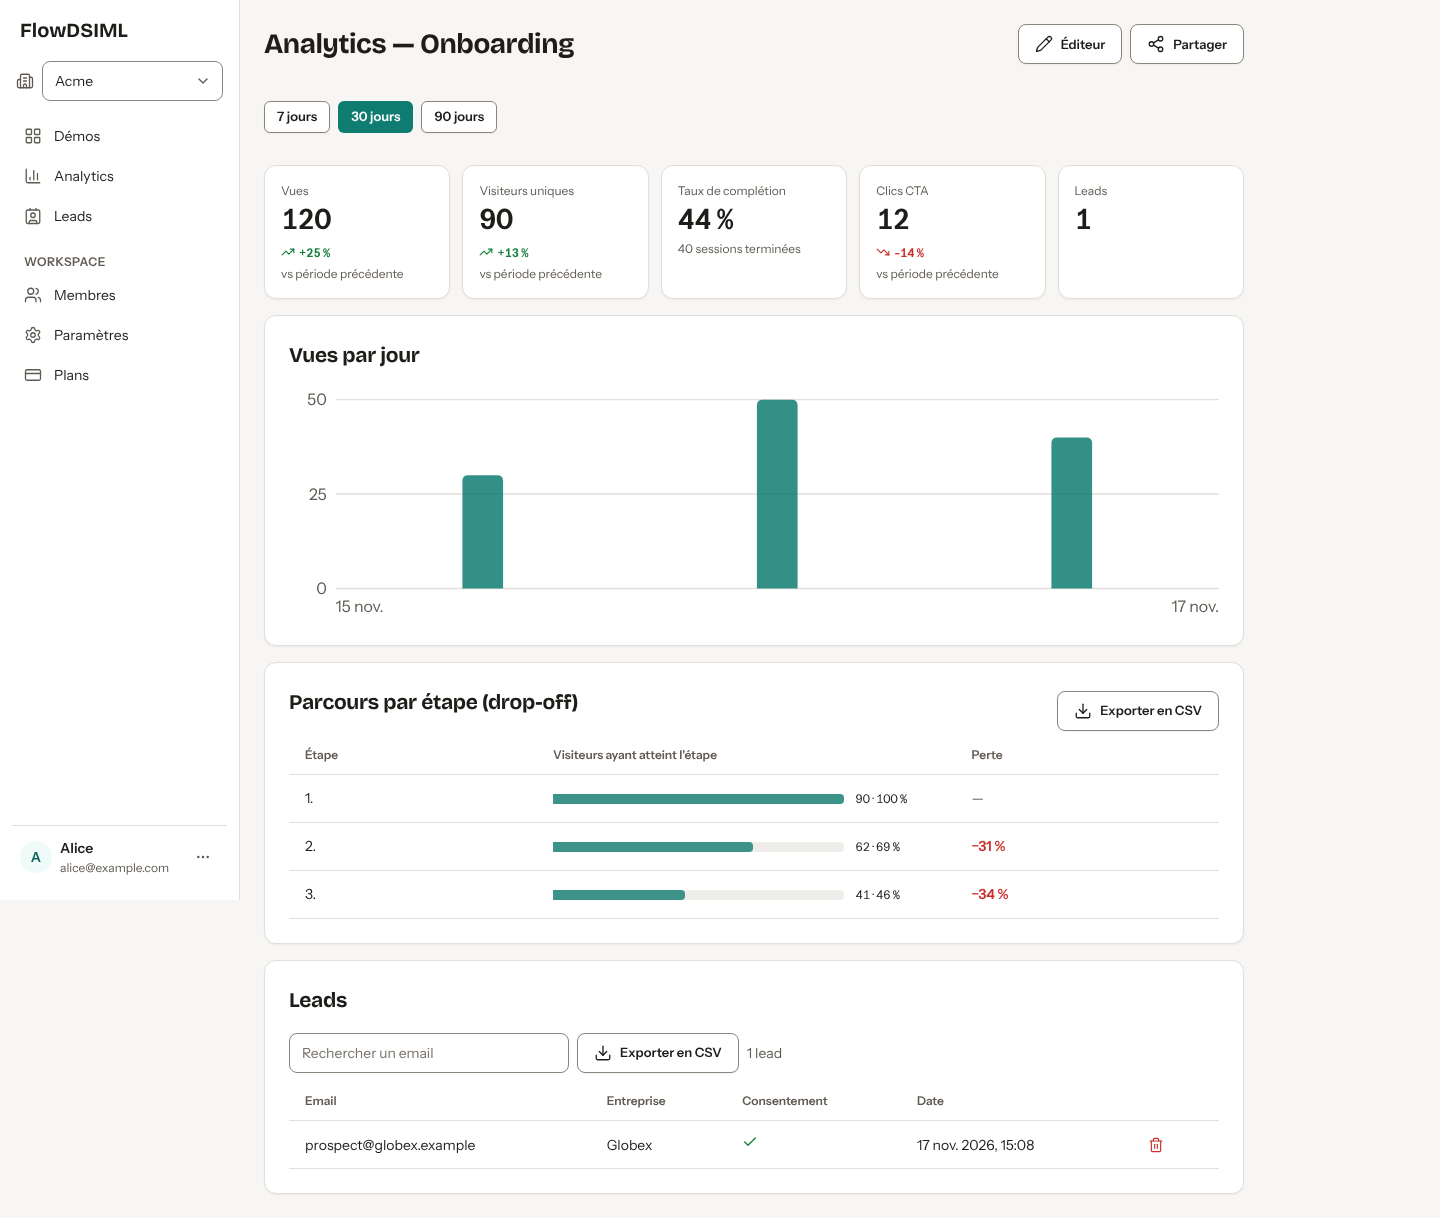 FlowDSIML
Acme
Démos
Analytics
Leads
WORKSPACE
Membres
Paramètres
Plans
A
Alice
alice@example.com
Analytics — Onboarding
Éditeur
Partager
7 jours
30 jours
90 jours
Vues
120
+25 %
vs période précédente
Visiteurs uniques
90
+13 %
vs période précédente
Taux de complétion
44 %
40 sessions terminées
Clics CTA
12
-14 %
vs période précédente
Leads
1
Vues par jour
50
25
0
15 nov.
17 nov.
Parcours par étape (drop-off)
Exporter en CSV
Étape Visiteurs ayant atteint l'étape Perte
1. 90 · 100 % —
2. 62 · 69 % −31 %
3. 41 · 46 % −34 %
Leads
Rechercher un email
Exporter en CSV
1 lead
Email Entreprise Consentement Date
prospect@globex.example Globex 17 nov. 2026, 15:08